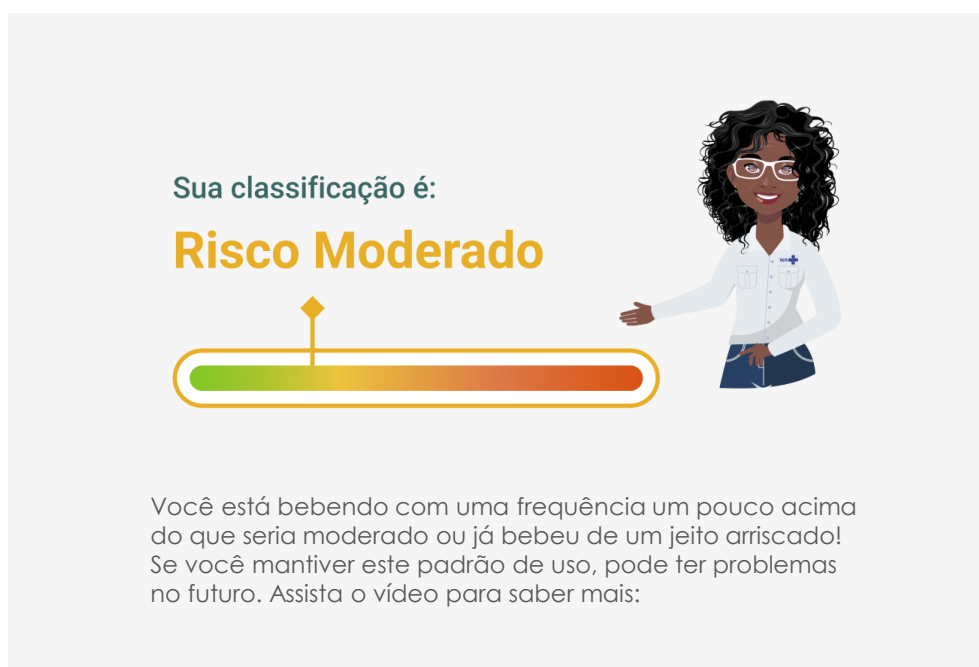 Sua classificação é:
Risco Moderado
SUS
Você está bebendo com uma frequência um pouco acima
do que seria moderado ou já bebeu de um jeito arriscado!
Se você mantiver este padrão de uso, pode ter problemas
no futuro. Assista o vídeo para saber mais: